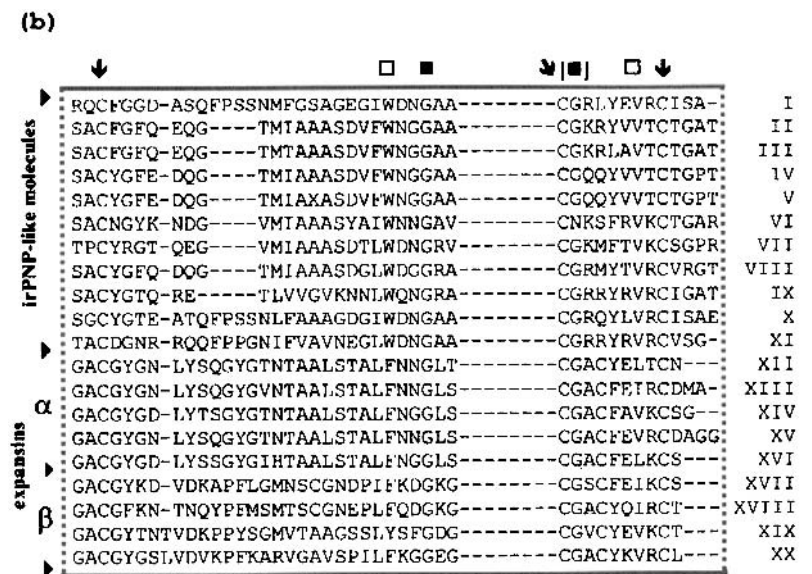 (b)
RQCFGGD-ASQFPSSNMFGSAGEGIWDNGAA--------CGRLYEVRCISA- I
SACFGFQ-EQG----TMIAAASDVFWNGGAA--------CGKRYVVTCTGAT II
SACFGFQ-EQG----TMTAAASDVFWNGGAA--------CGKRLAVTCTGAT III
SACYGFE-DQG----TMIAAASDVFWNGGAA--------CGQQYVVTCTGPT IV
SACYGFE-DQG----TMIAXASDVFWNGGAA--------CGQQYVVTCTGPT V
SACNGYK-NDG----VMIAAASYAIWNNGAV--------CNKSFRVKCTGAR VI
TPCYRGT-QEG----VMIAAASDTLWDNGRV--------CGKMFTVKCSGPR VII
SACYGFQ-DQG----TMIAAASDGLWDGGRA--------CGRMYTVRCVRGT VIII
SACYGTQ-RE-----TLVVGVKNNLWQNGRA--------CGRRYRVRCIGAT IX
SGCYGTE-ATQFPSSNLFAAAGDGIWDNGAA--------CGRQYLVRCISAE X
TACDGNR-RQQFPPGNIFVAVNEGLWDNGAA--------CGRRYRVRCVSG- XI
GACGYGN-LYSQGYGTNTAALSTALFNNGLT--------CGACYELTCN--- XII
GACGYGN-LYSQGYGVNTAALSTALFNNGLS--------CGACFEIRCDMA- XIII
GACGYGD-LYTSGYGTNTAALSTALFNGGLS--------CGACFAVKCSG-- XIV
GACGYGN-LYSQGYGTNTAALSTALFNNGLS--------CGACFEVRCDAGG XV
GACGYGD-LYSSGYGIHTAALSTALFNGGLS--------CGACFELKCS--- XVI
GACGYKD-VDKAPFLGMNSCGNDPIFKDGKG--------CGSCFEIKCS--- XVII
GACGFKN-TNQYPFMSMTSCGNEPLFQDGKG--------CGACYQIRCT--- XVIII
GACGYTNTVDKPPYSGMVTAAGSSLYSFGDG--------CGVCYEVKCT--- XIX
GACGYGSLVDVKPFKARVGAVSPILFKGGEG--------CGACYKVRCL--- XX
irPNP-like molecules
expansins
α
β